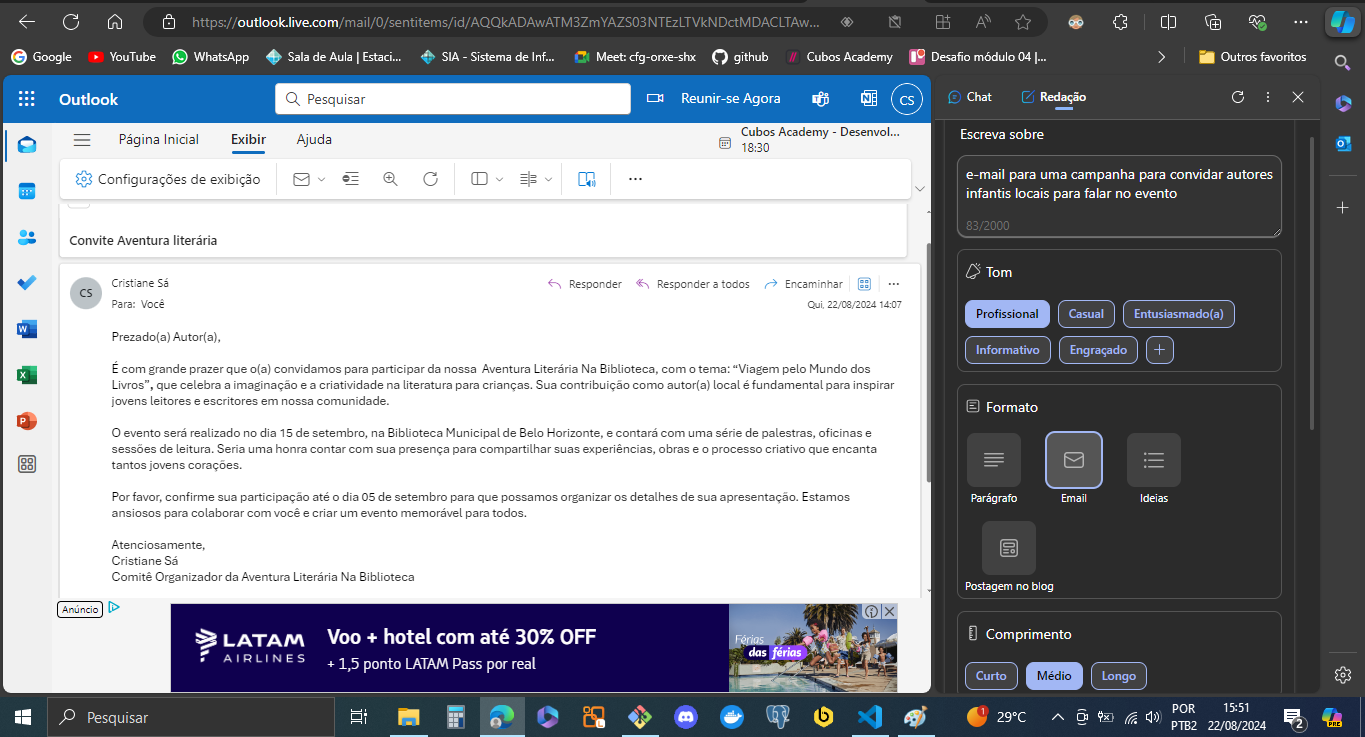 https://outlook.live.com/mail/0/sentitems/id/AQQkADAwATM3ZmYAZS03NTEzLTVkNDctMDACLTAw...
Google
YouTube
WhatsApp
Sala de Aula | Estaci...
SIA - Sistema de Inf...
Meet: cfg-orxe-shx
github
Cubos Academy
Desafio módulo 04 |...
Outros favoritos
Outlook
Pesquisar
Reunir-se Agora
CS
Página Inicial
Exibir
Ajuda
Cubos Academy - Desenvol...
18:30
Configurações de exibição
Convite Aventura literária
CS
Cristiane Sá
Para: Você
Responder
Responder a todos
Encaminhar
Qui, 22/08/2024 14:07
Prezado(a) Autor(a),
É com grande prazer que o(a) convidamos para participar da nossa Aventura Literária Na Biblioteca, com o tema: “Viagem pelo Mundo dos
Livros”, que celebra a imaginação e a criatividade na literatura para crianças. Sua contribuição como autor(a) local é fundamental para inspirar
jovens leitores e escritores em nossa comunidade.
O evento será realizado no dia 15 de setembro, na Biblioteca Municipal de Belo Horizonte, e contará com uma série de palestras, oficinas e
sessões de leitura. Seria uma honra contar com sua presença para compartilhar suas experiências, obras e o processo criativo que encanta
tantos jovens corações.
Por favor, confirme sua participação até o dia 05 de setembro para que possamos organizar os detalhes de sua apresentação. Estamos
ansiosos para colaborar com você e criar um evento memorável para todos.
Atenciosamente,
Cristiane Sá
Comitê Organizador da Aventura Literária Na Biblioteca
Anúncio
LATAM
AIRLINES
Voo + hotel com até 30% OFF
+ 1,5 ponto LATAM Pass por real
Férias
das férias
Chat
Redação
Escreva sobre
e-mail para uma campanha para convidar autores
infantis locais para falar no evento
83/2000
Tom
Profissional
Casual
Entusiasmado(a)
Informativo
Engraçado
Formato
Parágrafo
Email
Ideias
Postagem no blog
Comprimento
Curto
Médio
Longo
Pesquisar
1
29°C
POR
PTB2
15:51
22/08/2024
2
PRE